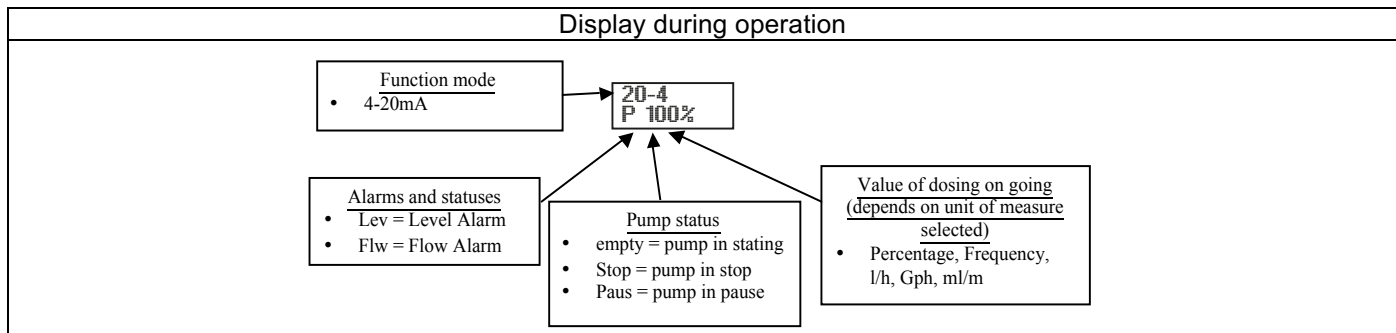 Display during operation
Function mode
• 4-20mA
20-4
P 100%
Alarms and statuses
• Lev = Level Alarm
• Flw = Flow Alarm
Pump status
• empty = pump in stating
• Stop = pump in stop
• Paus = pump in pause
Value of dosing on going
(depends on unit of measure
selected)
• Percentage, Frequency,
l/h, Gph, ml/m